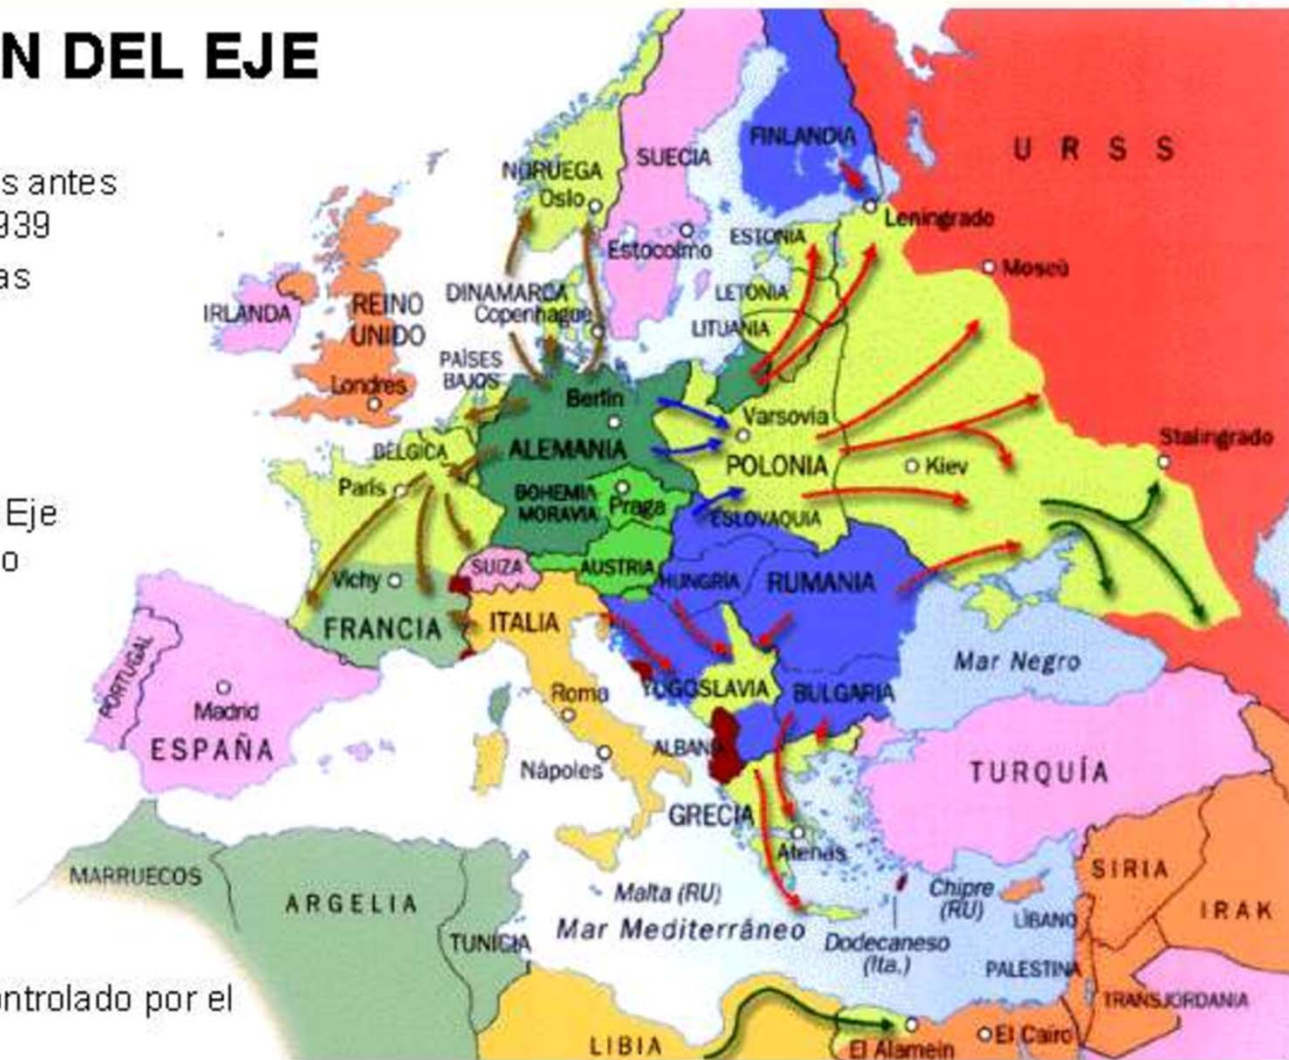 N DEL EJE
s antes
939
as
Eje
o
ontrolado por el
FINLANDIA
U R S S
NORUEGA
SUECIA
Oslo
Leningrado
Estocolmo
ESTONIA
Moscú
DINAMARCA
LETONIA
IRLANDA
REINO
UNIDO
Copenhague
LITUANIA
PAÍSES
BAJOS
Londres
Berlín
Varsovia
Stalingrado
BÉLGICA
ALEMANIA
POLONIA
Kiev
París
BOHEMIA
MORAVIA
Praga
ESLOVAQUIA
Vichy
SUIZA
AUSTRIA
HUNGRÍA
RUMANIA
FRANCIA
ITALIA
Mar Negro
PORTUGAL
Madrid
ESPAÑA
Roma
YUGOSLAVIA
BULGARIA
Nápoles
ALBANIA
TURQUÍA
GRECIA
Atenas
MARRUECOS
ARGELIA
TUNICIA
Malta (RU)
Mar Mediterráneo
Chipre
(RU)
SIRIA
IRAK
LÍBANO
Dodecaneso
(Ita.)
PALESTINA
TRANSJORDANIA
LIBIA
El Alamein
El Cairo